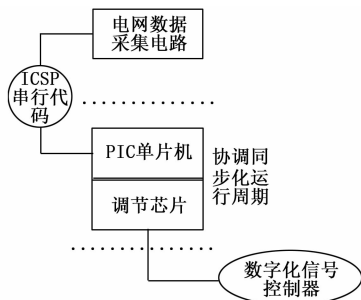 电网数据
采集电路
ICSP
串行代
码
PIC单片机
协调同
步化运
行周期
调节芯片
数字化信号
控制器